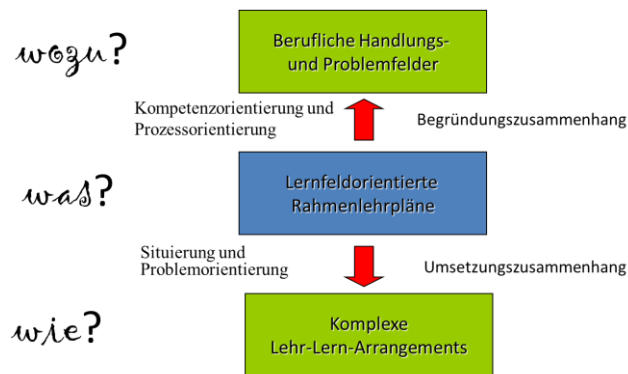 wozu?
Berufliche Handlungs-
und Problemfelder
Kompetenzorientierung und
Prozessorientierung
Begründungszusammenhang
was?
Lernfeldorientierte
Rahmenlehrpläne
Situierung und
Problemorientierung
Umsetzungszusammenhang
wie?
Komplexe
Lehr-Lern-Arrangements